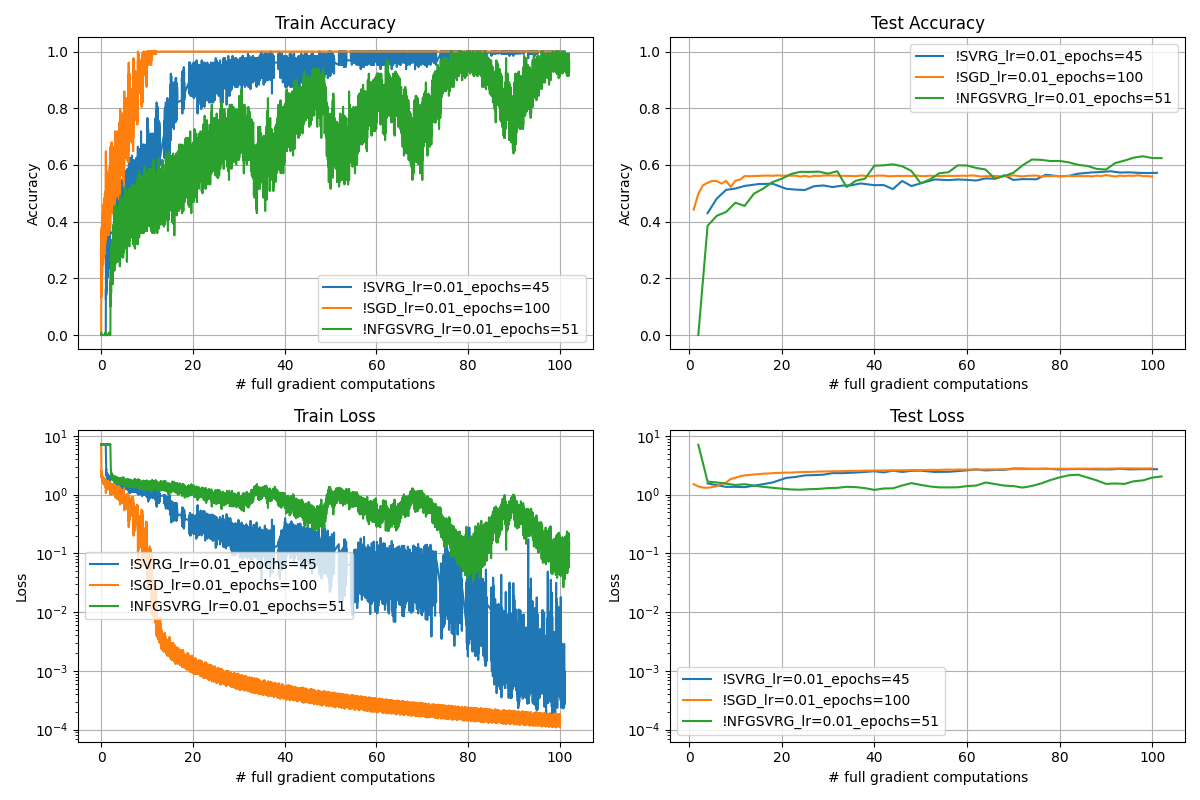 Train Accuracy
1.0
0.8
0.6
0.4
0.2
0.0
Accuracy
0 20 40 60 80 100
# full gradient computations
!SVRG_lr=0.01_epochs=45
!SGD_lr=0.01_epochs=100
!NFGSVRG_lr=0.01_epochs=51
Test Accuracy
1.0
0.8
0.6
0.4
0.2
0.0
Accuracy
0 20 40 60 80 100
# full gradient computations
!SVRG_lr=0.01_epochs=45
!SGD_lr=0.01_epochs=100
!NFGSVRG_lr=0.01_epochs=51
Train Loss
10¹
10⁰
10⁻¹
10⁻²
10⁻³
10⁻⁴
Loss
0 20 40 60 80 100
# full gradient computations
!SVRG_lr=0.01_epochs=45
!SGD_lr=0.01_epochs=100
!NFGSVRG_lr=0.01_epochs=51
Test Loss
10¹
10⁰
10⁻¹
10⁻²
10⁻³
10⁻⁴
Loss
0 20 40 60 80 100
# full gradient computations
!SVRG_lr=0.01_epochs=45
!SGD_lr=0.01_epochs=100
!NFGSVRG_lr=0.01_epochs=51